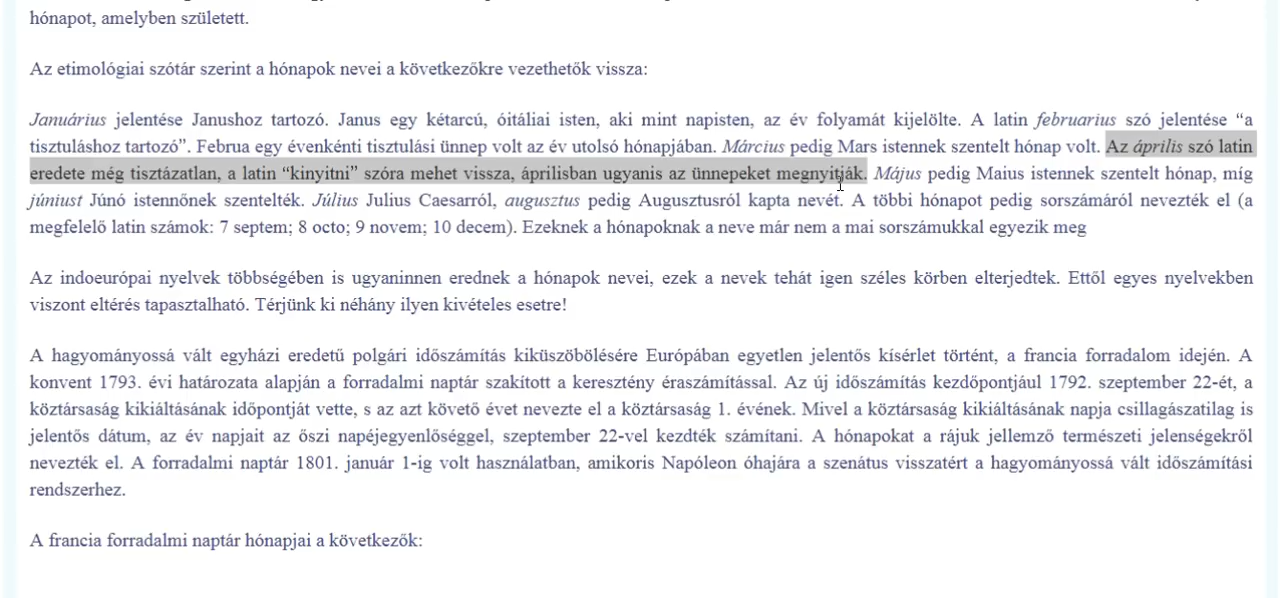 hónapot, amelyben született.
Az etimológiai szótár szerint a hónapok nevei a következőkre vezethetők vissza:
Januárius jelentése Janushoz tartozó. Janus egy kétarcú, óitáliai isten, aki mint napisten, az év folyamát kijelölte. A latin februarius szó jelentése “a
tisztuláshoz tartozó”. Februa egy évenkénti tisztulási ünnep volt az év utolsó hónapjában. Március pedig Mars istennek szentelt hónap volt. Az április szó latin
eredete még tisztázatlan, a latin “kinyitni” szóra mehet vissza, áprilisban ugyanis az ünnepeket megnyitják. Május pedig Maius istennek szentelt hónap, míg
júniust Júnó istennőnek szentelték. Július Julius Caesarról, augusztus pedig Augusztusról kapta nevét. A többi hónapot pedig sorszámáról nevezték el (a
megfelelő latin számok: 7 septem; 8 octo; 9 novem; 10 decem). Ezeknek a hónapoknak a neve már nem a mai sorszámukkal egyezik meg
Az indoeurópai nyelvek többségében is ugyaninnen erednek a hónapok nevei, ezek a nevek tehát igen széles körben elterjedtek. Ettől egyes nyelvekben
viszont eltérés tapasztalható. Térjünk ki néhány ilyen kivételes esetre!
A hagyományossá vált egyházi eredetű polgári időszámítás kiküszöbölésére Európában egyetlen jelentős kísérlet történt, a francia forradalom idején. A
konvent 1793. évi határozata alapján a forradalmi naptár szakított a keresztény éraszámítással. Az új időszámítás kezdőpontjául 1792. szeptember 22-ét, a
köztársaság kikiáltásának időpontját vette, s az azt követő évet nevezte el a köztársaság 1. évének. Mivel a köztársaság kikiáltásának napja csillagászatilag is
jelentős dátum, az év napjait az őszi napéjegyenlőséggel, szeptember 22-vel kezdték számítani. A hónapokat a rájuk jellemző természeti jelenségekről
nevezték el. A forradalmi naptár 1801. január 1-ig volt használatban, amikoris Napóleon óhajára a szenátus visszatért a hagyományossá vált időszámítási
rendszerhez.
A francia forradalmi naptár hónapjai a következők: